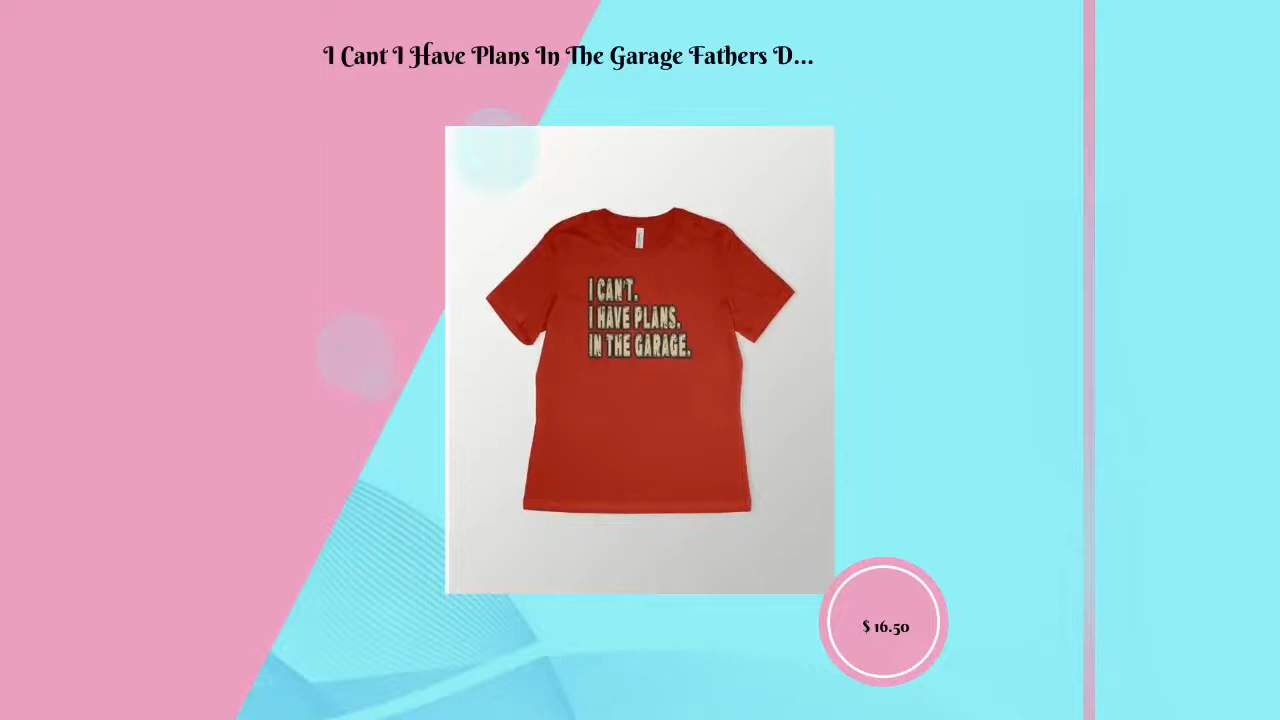 I Cant I Have Plans In The Garage Fathers D...
I CAN'T.
I HAVE PLANS.
IN THE GARAGE.
$ 16.50